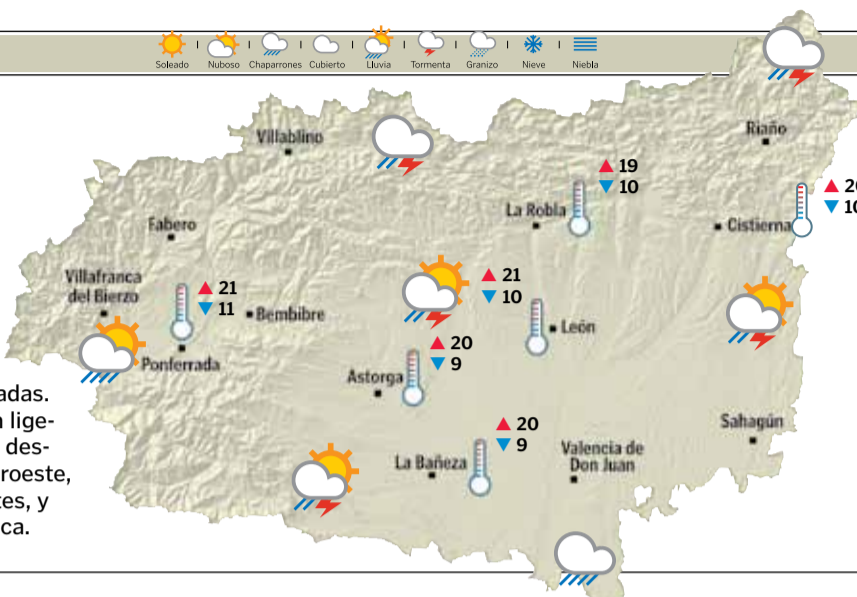 Soleado Nuboso Chaparrones Cubierto Lluvia Tormenta Granizo Nieve Niebla
Villablino
Riaño
19
10
La Robla
20
10
Cistierna
Fabero
Villafranca
del Bierzo
21
11
Bembibre
Ponferrada
21
10
León
20
9
Astorga
20
9
La Bañeza
Valencia de
Don Juan
Sahagún
adas.
lige-
des-
roeste,
tes, y
ca.